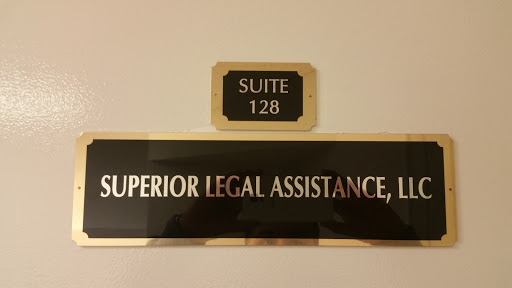 SUITE
128
SUPERIOR LEGAL ASSISTANCE, LLC